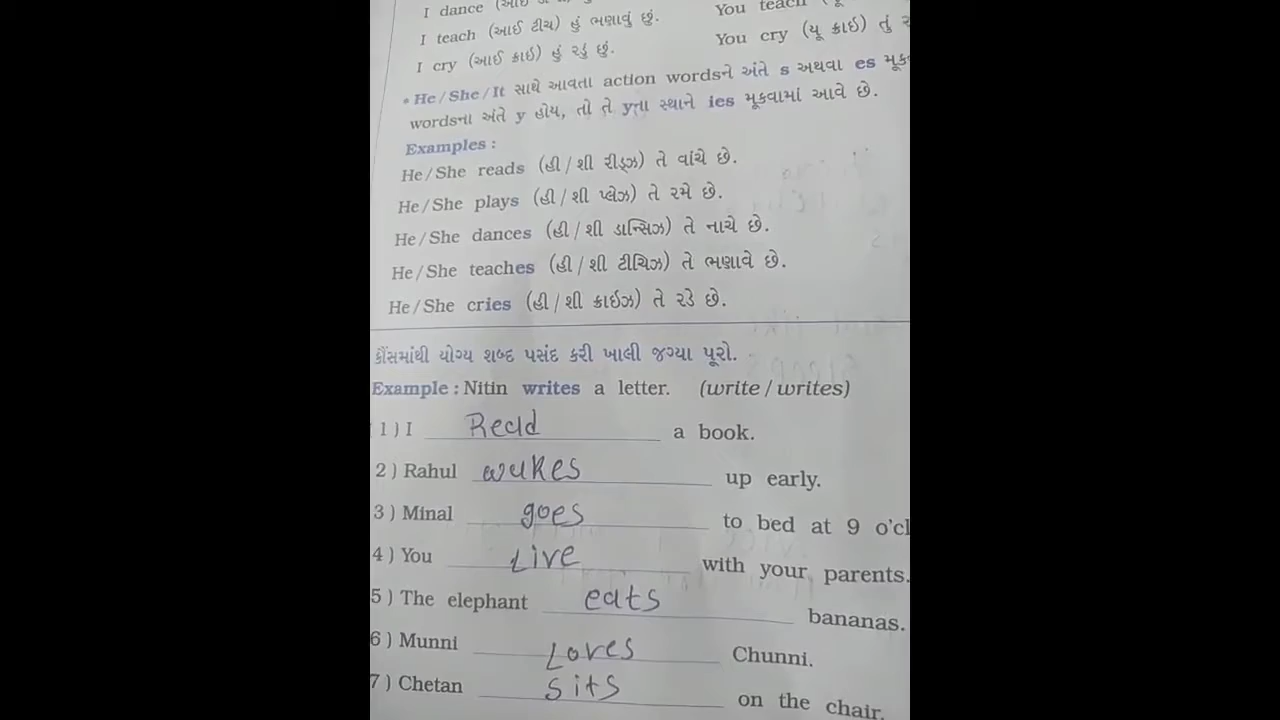 I dance (આઈ
I teach (આઈ ટીચ) હું ભણાવું છું. You teach
I cry (આઈ ક્રાઇ) હું રડું છું. You cry (યૂ ક્રાઇ) તું
• He/She/It સાથે આવતા action wordsને અંતે s અથવા es મૂક
wordsના અંતે y હોય, તો તે yના સ્થાને ies મૂકવામાં આવે છે.
Examples :
He/She reads (હી/શી રીડ્ઝ) તે વાંચે છે.
He/She plays (હી/શી પ્લેઝ) તે રમે છે.
He/She dances (હી/શી ડાન્સિઝ) તે નાચે છે.
He/She teaches (હી/શી ટીચિઝ) તે ભણાવે છે.
He/She cries (હી/શી ક્રાઇઝ) તે રડે છે.
કૌંસમાંથી યોગ્ય શબ્દ પસંદ કરી ખાલી જગ્યા પૂરો.
Example : Nitin writes a letter. (write/writes)
1) I Read a book.
2) Rahul wakes up early.
3) Minal goes to bed at 9 o'cl
4) You Live with your parents.
5) The elephant eats bananas.
6) Munni Loves Chunni.
7) Chetan sits on the chair.